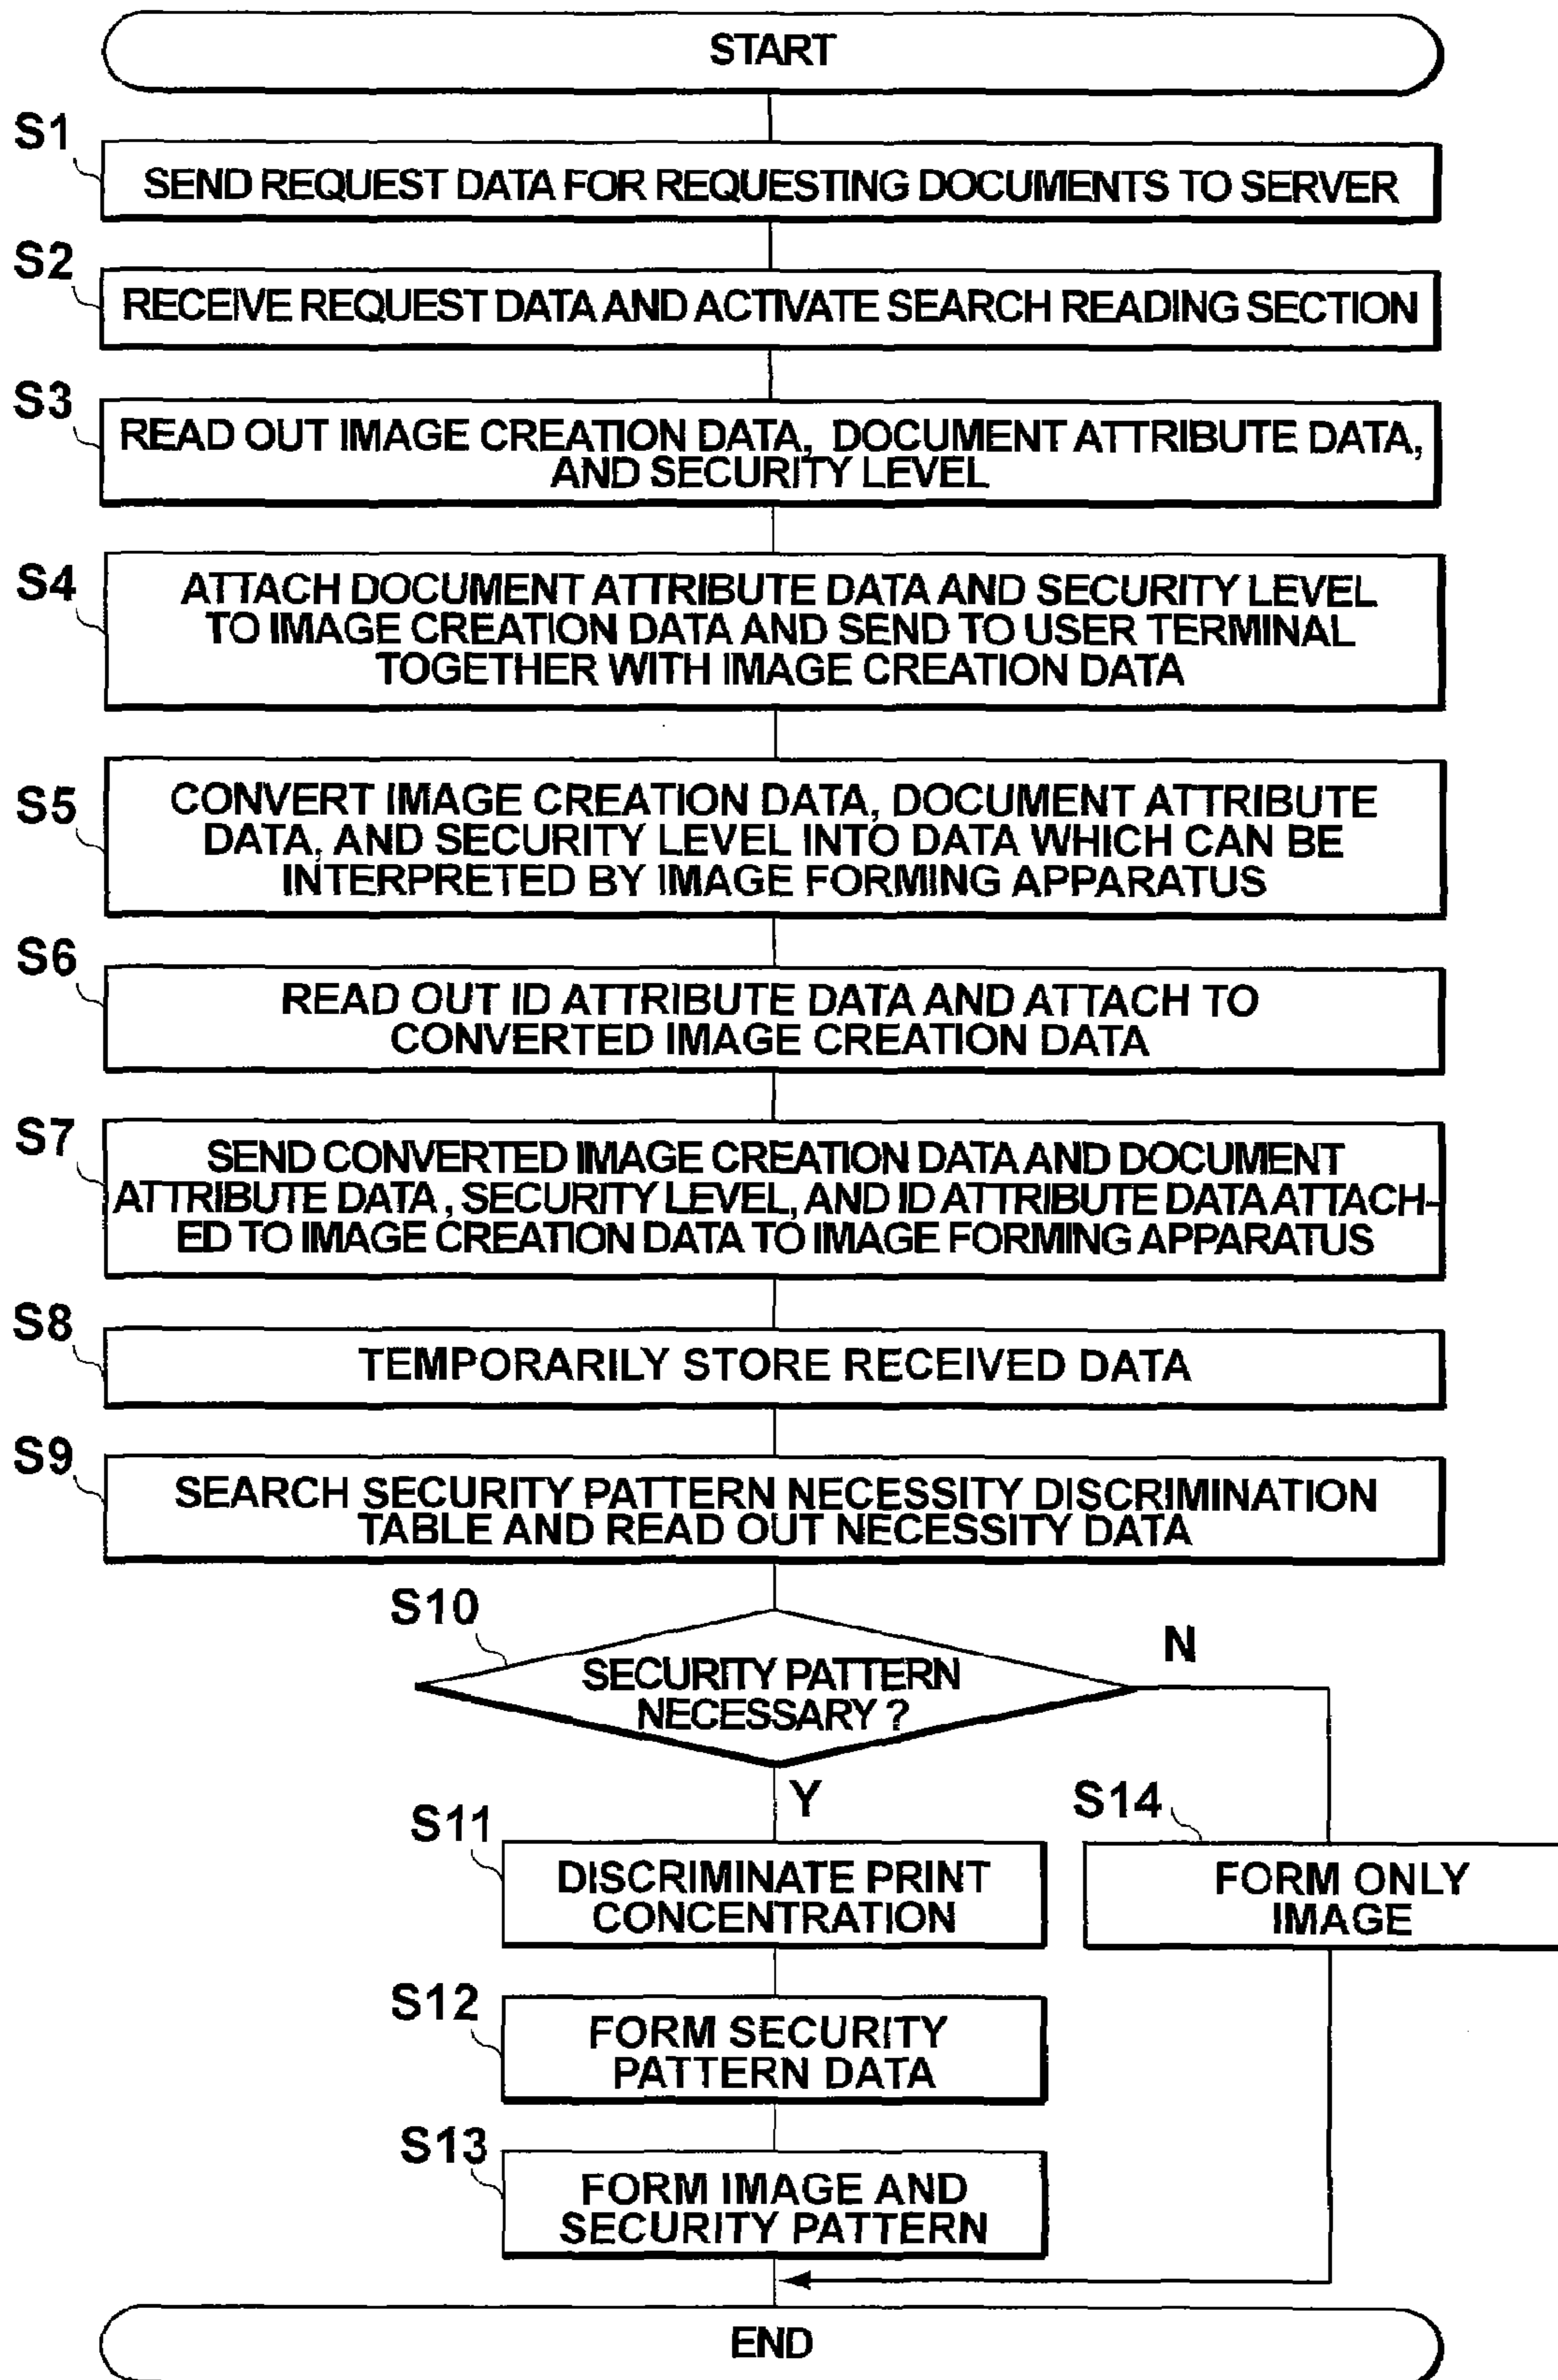 START
S1
SEND REQUEST DATA FOR REQUESTING DOCUMENTS TO SERVER
S2
RECEIVE REQUEST DATA AND ACTIVATE SEARCH READING SECTION
S3
READ OUT IMAGE CREATION DATA, DOCUMENT ATTRIBUTE DATA,
AND SECURITY LEVEL
S4
ATTACH DOCUMENT ATTRIBUTE DATA AND SECURITY LEVEL
TO IMAGE CREATION DATA AND SEND TO USER TERMINAL
TOGETHER WITH IMAGE CREATION DATA
S5
CONVERT IMAGE CREATION DATA, DOCUMENT ATTRIBUTE
DATA, AND SECURITY LEVEL INTO DATA WHICH CAN BE
INTERPRETED BY IMAGE FORMING APPARATUS
S6
READ OUT ID ATTRIBUTE DATA AND ATTACH TO
CONVERTED IMAGE CREATION DATA
S7
SEND CONVERTED IMAGE CREATION DATA AND DOCUMENT
ATTRIBUTE DATA, SECURITY LEVEL, AND ID ATTRIBUTE DATA ATTACH-
ED TO IMAGE CREATION DATA TO IMAGE FORMING APPARATUS
S8
TEMPORARILY STORE RECEIVED DATA
S9
SEARCH SECURITY PATTERN NECESSITY DISCRIMINATION
TABLE AND READ OUT NECESSITY DATA
S10
SECURITY PATTERN
NECESSARY ?
N
Y
S11
DISCRIMINATE PRINT
CONCENTRATION
S14
FORM ONLY
IMAGE
S12
FORM SECURITY
PATTERN DATA
S13
FORM IMAGE AND
SECURITY PATTERN
END